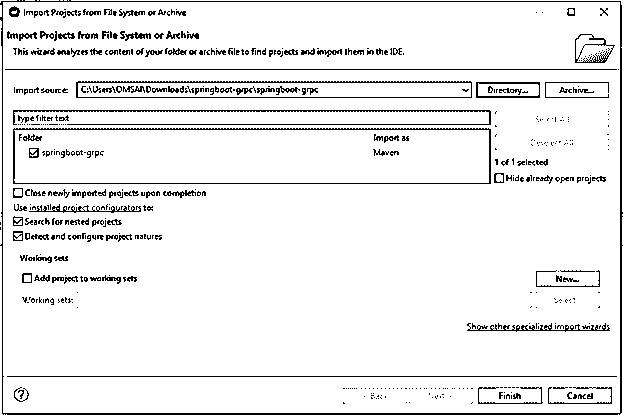 Import Projects from File System or Archive
Import Projects from File System or Archive
This wizard analyzes the content of your folder or archive file to find projects and import them in the IDE.
Import source: C:\Users\OMSAI\Downloads\springboot-grpc\springboot-grpc Directory... Archive...
type filter text Select All
Folder Import as Deselect All
springboot-grpc Maven
1 of 1 selected
Hide already open projects
Close newly imported projects upon completion
Use installed project configurators to:
Search for nested projects
Detect and configure project natures
Working sets
Add project to working sets New...
Working sets: Select
Show other specialized import wizards
< Back Next > Finish Cancel